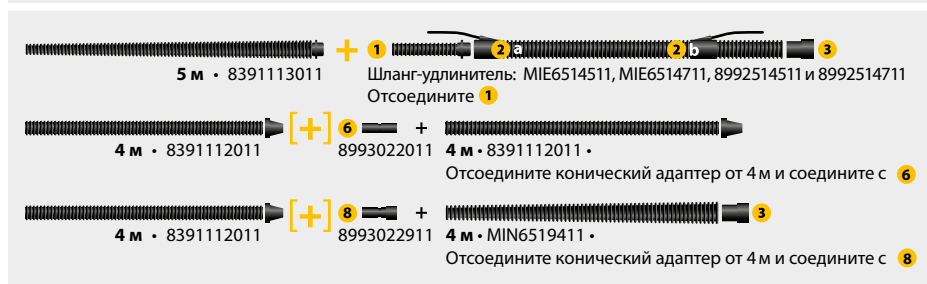 + 1 2 a 2 b 3
5 м • 8391113011 Шланг-удлинитель: MIE6514511, MIE6514711, 8992514511 и 8992514711
Отсоедините 1
[+] 6 +
4 м • 8391112011 8993022011 4 м • 8391112011 •
Отсоедините конический адаптер от 4 м и соедините с 6
[+] 8 + 3
4 м • 8391112011 8993022911 4 м • MIN6519411 •
Отсоедините конический адаптер от 4 м и соедините с 8